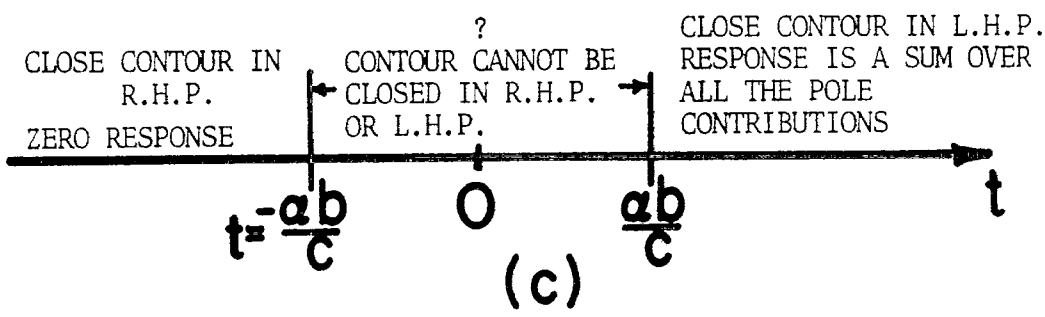 CLOSE CONTOUR IN
R.H.P.
ZERO RESPONSE
?
CONTOUR CANNOT BE
CLOSED IN R.H.P.
OR L.H.P.
CLOSE CONTOUR IN L.H.P.
RESPONSE IS A SUM OVER
ALL THE POLE
CONTRIBUTIONS
t=-αb/c
0
αb/c
t
(c)